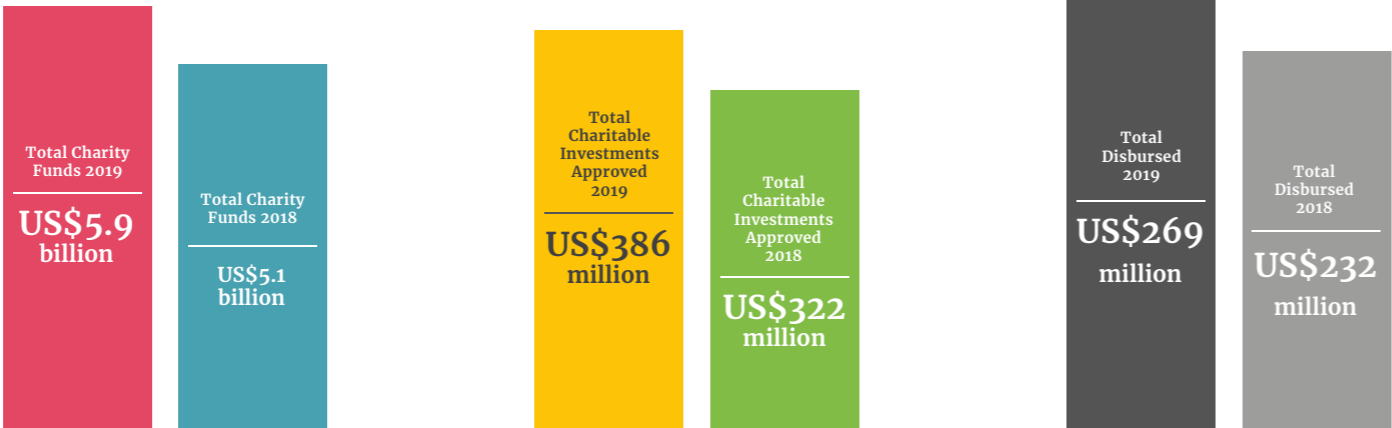 Total Charity
Funds 2019
US$5.9
billion
Total Charity
Funds 2018
US$5.1
billion
Total
Charitable
Investments
Approved
2019
US$386
million
Total
Charitable
Investments
Approved
2018
US$322
million
Total
Disbursed
2019
US$269
million
Total
Disbursed
2018
US$232
million